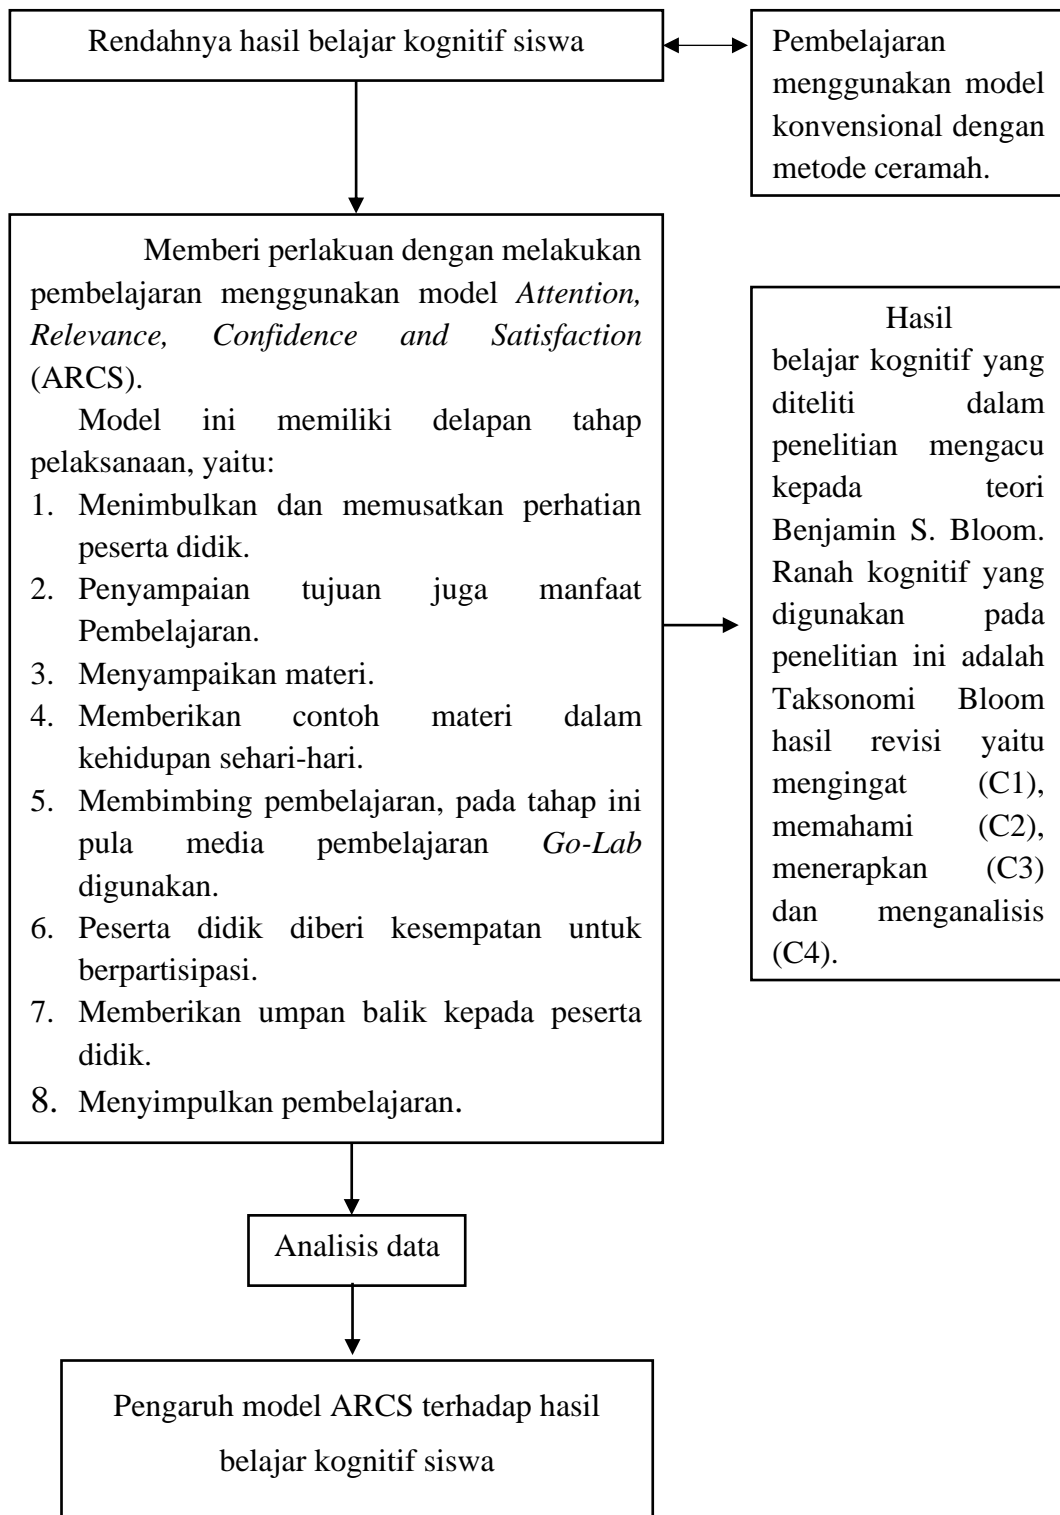 Rendahnya hasil belajar kognitif siswa
Pembelajaran
menggunakan model
konvensional dengan
metode ceramah.
Memberi perlakuan dengan melakukan
pembelajaran menggunakan model Attention,
Relevance, Confidence and Satisfaction
(ARCS).
Model ini memiliki delapan tahap
pelaksanaan, yaitu:
1. Menimbulkan dan memusatkan perhatian
peserta didik.
2. Penyampaian tujuan juga manfaat
Pembelajaran.
3. Menyampaikan materi.
4. Memberikan contoh materi dalam
kehidupan sehari-hari.
5. Membimbing pembelajaran, pada tahap ini
pula media pembelajaran Go-Lab
digunakan.
6. Peserta didik diberi kesempatan untuk
berpartisipasi.
7. Memberikan umpan balik kepada peserta
didik.
8. Menyimpulkan pembelajaran.
Hasil
belajar kognitif yang
diteliti dalam
penelitian mengacu
kepada teori
Benjamin S. Bloom.
Ranah kognitif yang
digunakan pada
penelitian ini adalah
Taksonomi Bloom
hasil revisi yaitu
mengingat (C1),
memahami (C2),
menerapkan (C3)
dan menganalisis
(C4).
Analisis data
Pengaruh model ARCS terhadap hasil
belajar kognitif siswa